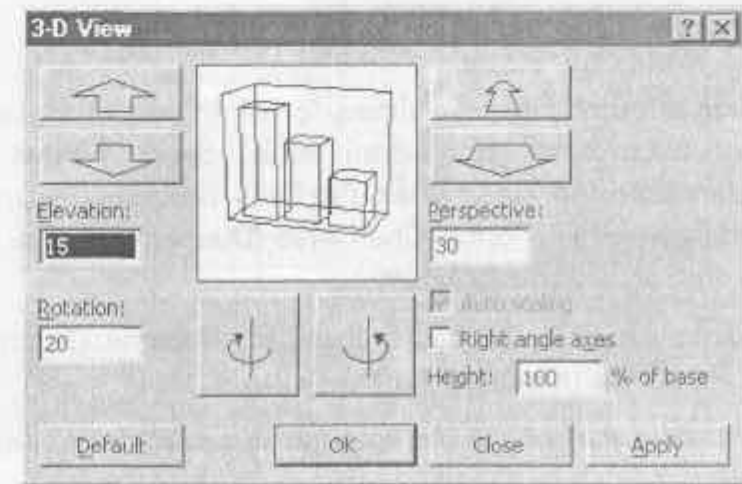 3-D View
Elevation:
15
Rotation:
20
Perspective:
30
Auto scaling
Right angle axes
Height: 100 % of base
Default
OK
Close
Apply